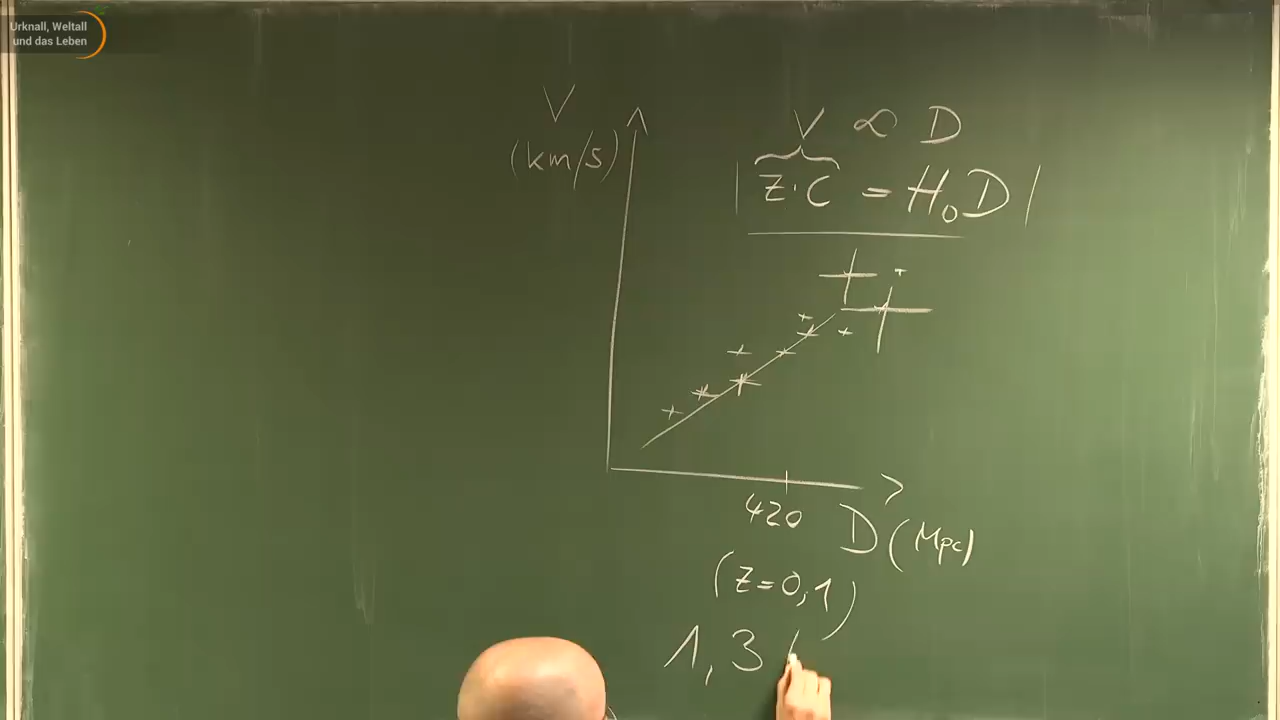 Urknall, Weltall
und das Leben
V
(km/s)
V ∝ D
z·c = H₀D
420
D (Mpc)
(z=0,1)
1,3